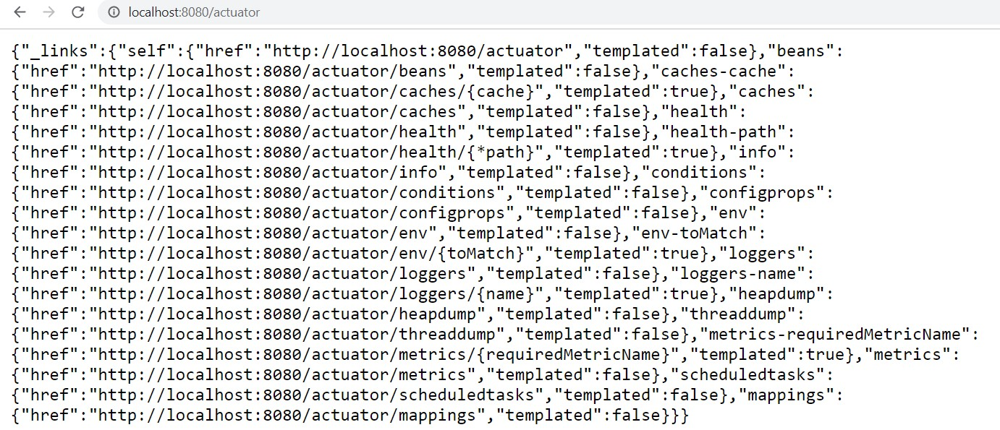 localhost:8080/actuator
{"_links":{"self":{"href":"http://localhost:8080/actuator","templated":false},"beans":
{"href":"http://localhost:8080/actuator/beans","templated":false},"caches-cache":
{"href":"http://localhost:8080/actuator/caches/{cache}","templated":true},"caches":
{"href":"http://localhost:8080/actuator/caches","templated":false},"health":
{"href":"http://localhost:8080/actuator/health","templated":false},"health-path":
{"href":"http://localhost:8080/actuator/health/{*path}","templated":true},"info":
{"href":"http://localhost:8080/actuator/info","templated":false},"conditions":
{"href":"http://localhost:8080/actuator/conditions","templated":false},"configprops":
{"href":"http://localhost:8080/actuator/configprops","templated":false},"env":
{"href":"http://localhost:8080/actuator/env","templated":false},"env-toMatch":
{"href":"http://localhost:8080/actuator/env/{toMatch}","templated":true},"loggers":
{"href":"http://localhost:8080/actuator/loggers","templated":false},"loggers-name":
{"href":"http://localhost:8080/actuator/loggers/{name}","templated":true},"heapdump":
{"href":"http://localhost:8080/actuator/heapdump","templated":false},"threaddump":
{"href":"http://localhost:8080/actuator/threaddump","templated":false},"metrics-requiredMetricName":
{"href":"http://localhost:8080/actuator/metrics/{requiredMetricName}","templated":true},"metrics":
{"href":"http://localhost:8080/actuator/metrics","templated":false},"scheduledtasks":
{"href":"http://localhost:8080/actuator/scheduledtasks","templated":false},"mappings":
{"href":"http://localhost:8080/actuator/mappings","templated":false}}}